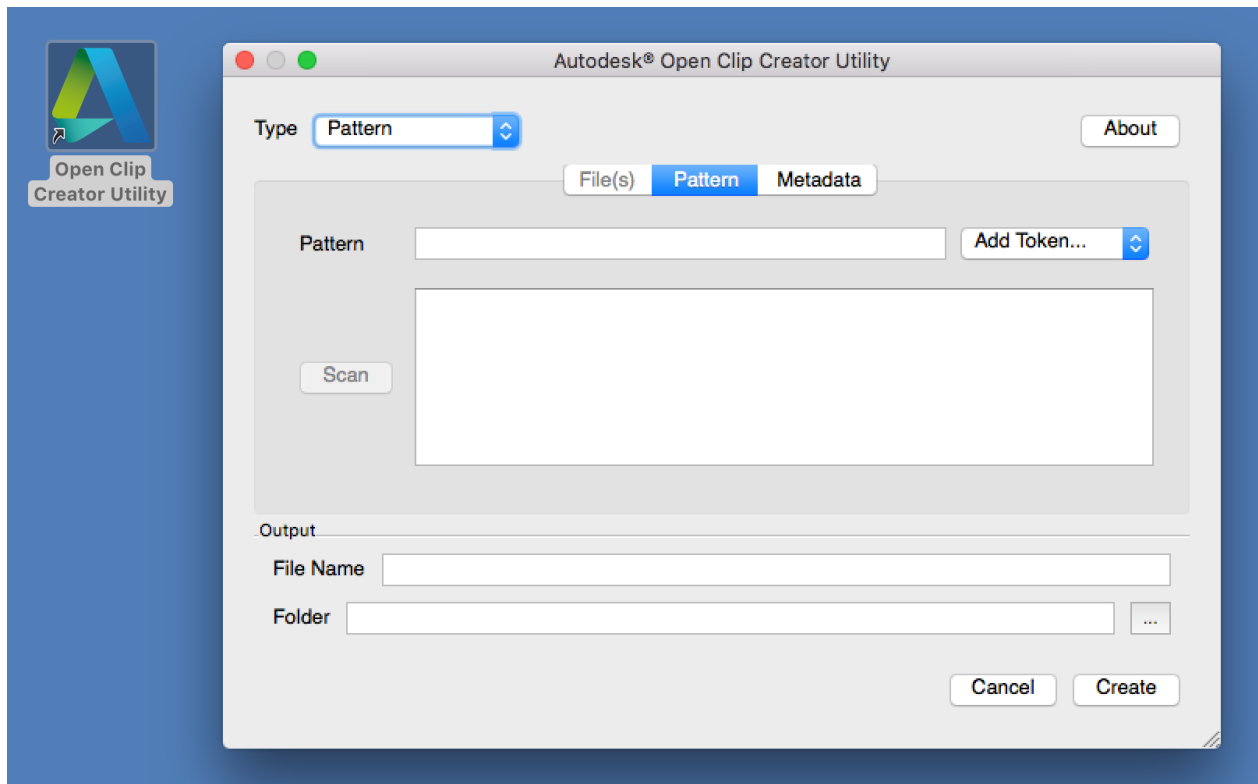 Open Clip
Creator Utility
Autodesk® Open Clip Creator Utility
Type Pattern About
File(s) Pattern Metadata
Pattern Add Token...
Scan
Output
File Name
Folder ...
Cancel Create